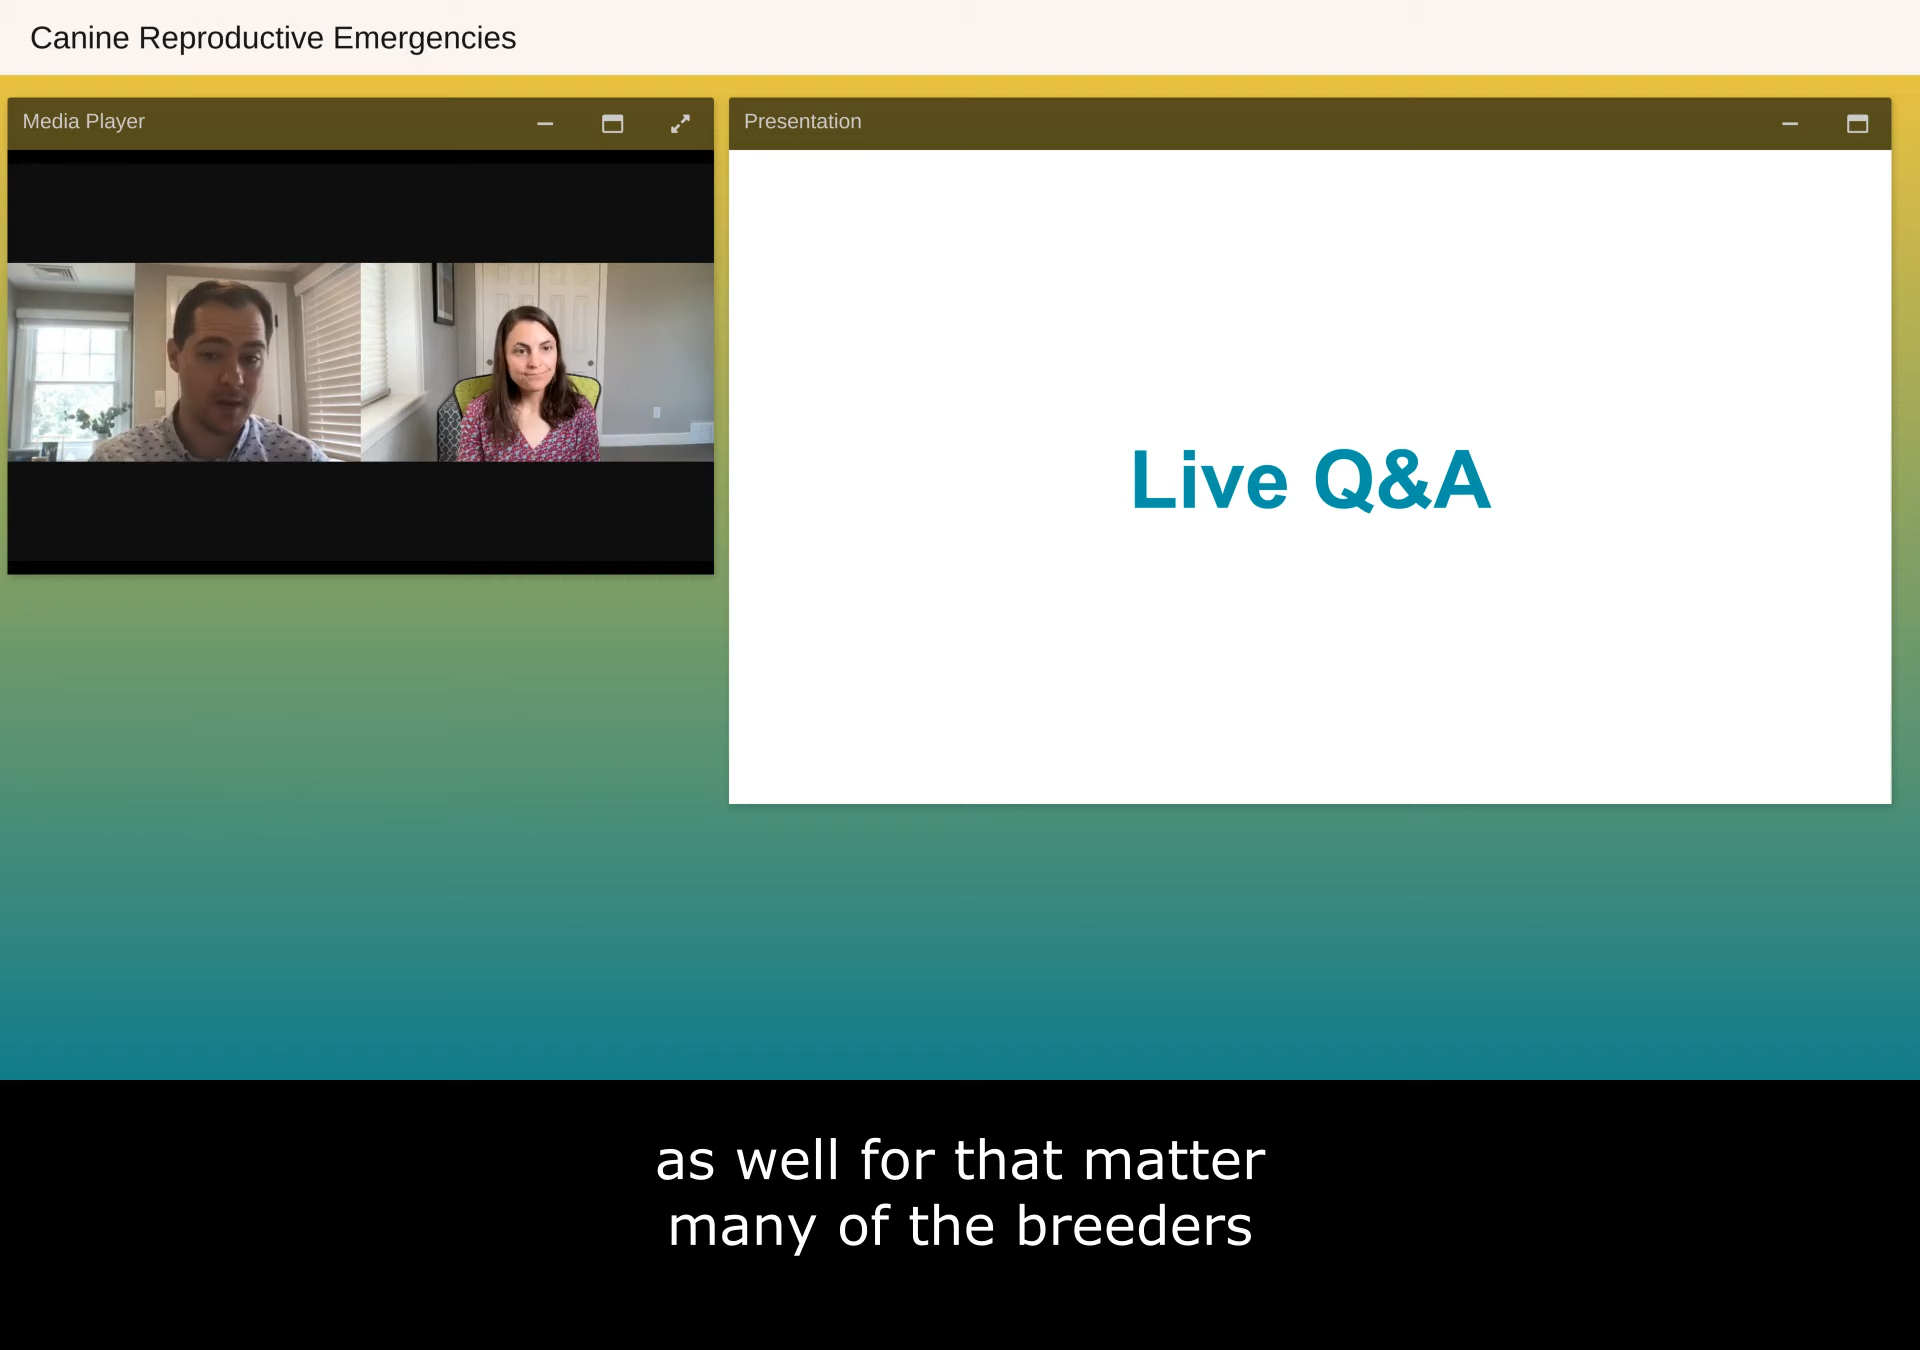 Canine Reproductive Emergencies
Media Player
Presentation
Live Q&A
as well for that matter
many of the breeders